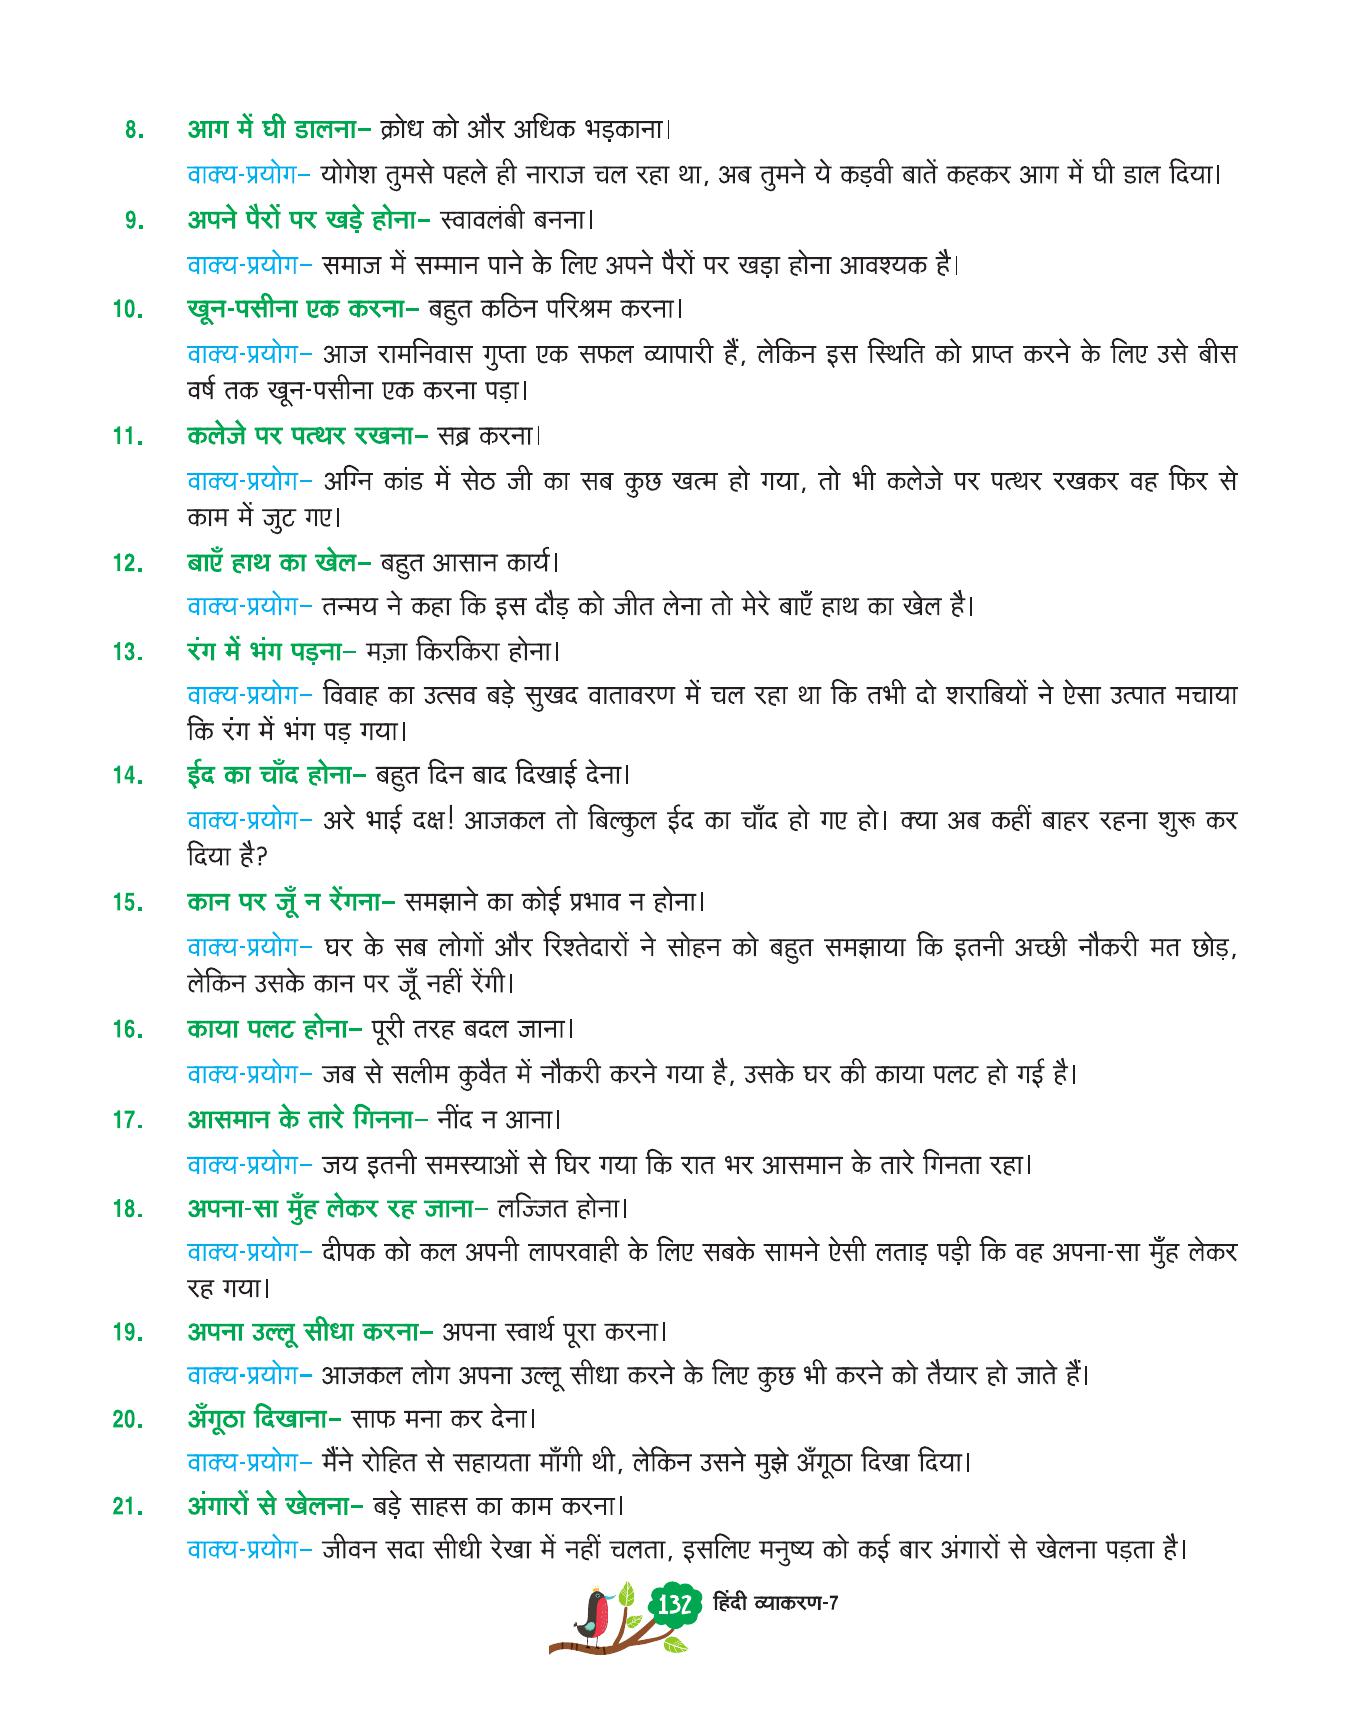 8. आग में घी डालना– क्रोध को और अधिक भड़काना।
वाक्य-प्रयोग– योगेश तुमसे पहले ही नाराज चल रहा था, अब तुमने ये कड़वी बातें कहकर आग में घी डाल दिया।
9. अपने पैरों पर खड़े होना– स्वावलंबी बनना।
वाक्य-प्रयोग– समाज में सम्मान पाने के लिए अपने पैरों पर खड़ा होना आवश्यक है।
10. खून-पसीना एक करना– बहुत कठिन परिश्रम करना।
वाक्य-प्रयोग– आज रामनिवास गुप्ता एक सफल व्यापारी हैं, लेकिन इस स्थिति को प्राप्त करने के लिए उसे बीस
वर्ष तक खून-पसीना एक करना पड़ा।
11. कलेजे पर पत्थर रखना– सब्र करना।
वाक्य-प्रयोग– अग्नि कांड में सेठ जी का सब कुछ खत्म हो गया, तो भी कलेजे पर पत्थर रखकर वह फिर से
काम में जुट गए।
12. बाएँ हाथ का खेल– बहुत आसान कार्य।
वाक्य-प्रयोग– तन्मय ने कहा कि इस दौड़ को जीत लेना तो मेरे बाएँ हाथ का खेल है।
13. रंग में भंग पड़ना– मज़ा किरकिरा होना।
वाक्य-प्रयोग– विवाह का उत्सव बड़े सुखद वातावरण में चल रहा था कि तभी दो शराबियों ने ऐसा उत्पात मचाया
कि रंग में भंग पड़ गया।
14. ईद का चाँद होना– बहुत दिन बाद दिखाई देना।
वाक्य-प्रयोग– अरे भाई दक्ष! आजकल तो बिल्कुल ईद का चाँद हो गए हो। क्या अब कहीं बाहर रहना शुरू कर
दिया है?
15. कान पर जूँ न रेंगना– समझाने का कोई प्रभाव न होना।
वाक्य-प्रयोग– घर के सब लोगों और रिश्तेदारों ने सोहन को बहुत समझाया कि इतनी अच्छी नौकरी मत छोड़,
लेकिन उसके कान पर जूँ नहीं रेंगी।
16. काया पलट होना– पूरी तरह बदल जाना।
वाक्य-प्रयोग– जब से सलीम कुवैत में नौकरी करने गया है, उसके घर की काया पलट हो गई है।
17. आसमान के तारे गिनना– नींद न आना।
वाक्य-प्रयोग– जय इतनी समस्याओं से घिर गया कि रात भर आसमान के तारे गिनता रहा।
18. अपना-सा मुँह लेकर रह जाना– लज्जित होना।
वाक्य-प्रयोग– दीपक को कल अपनी लापरवाही के लिए सबके सामने ऐसी लताड़ पड़ी कि वह अपना-सा मुँह लेकर
रह गया।
19. अपना उल्लू सीधा करना– अपना स्वार्थ पूरा करना।
वाक्य-प्रयोग– आजकल लोग अपना उल्लू सीधा करने के लिए कुछ भी करने को तैयार हो जाते हैं।
20. अँगूठा दिखाना– साफ मना कर देना।
वाक्य-प्रयोग– मैंने रोहित से सहायता माँगी थी, लेकिन उसने मुझे अँगूठा दिखा दिया।
21. अंगारों से खेलना– बड़े साहस का काम करना।
वाक्य-प्रयोग– जीवन सदा सीधी रेखा में नहीं चलता, इसलिए मनुष्य को कई बार अंगारों से खेलना पड़ता है।
132 हिंदी व्याकरण-7